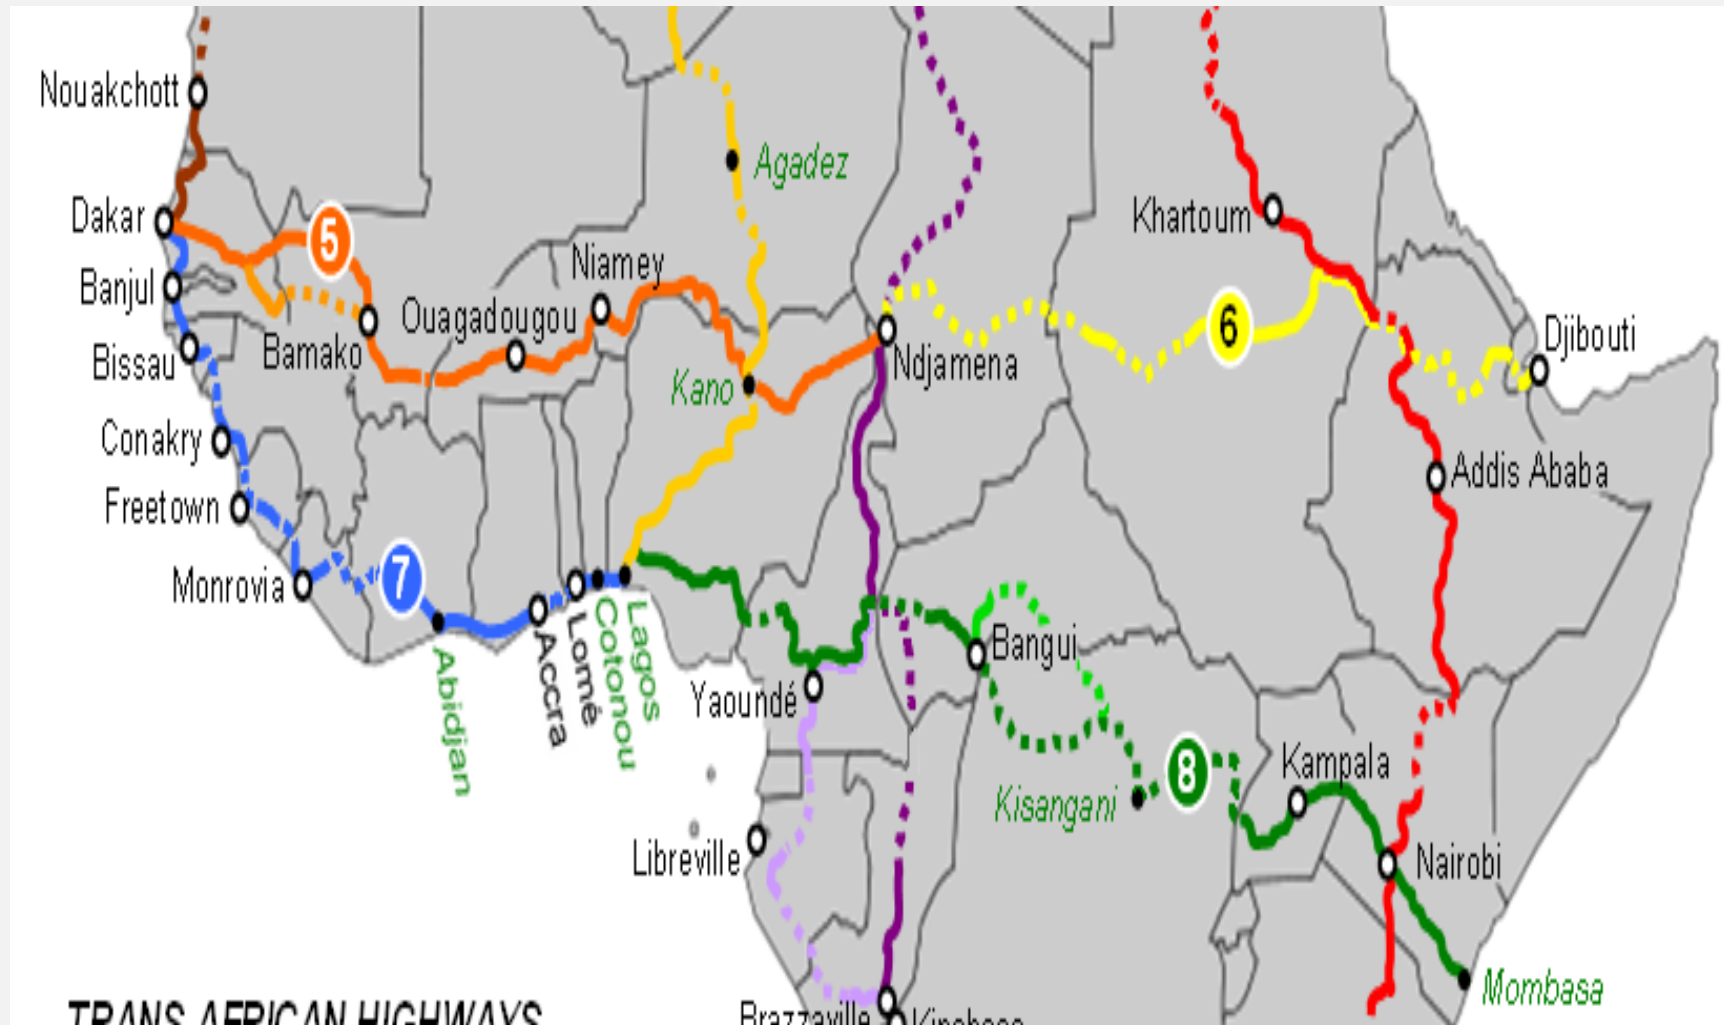 Nouakchott
Agadez
Dakar
5
Khartoum
Niamey
Banjul
Ouagadougou
6
Djibouti
Bamako
Bissau
Ndjamena
Kano
Conakry
Addis Ababa
Freetown
7
Monrovia
Lagos
Bangui
Lomé
Cotonou
Accra
Abidjan
Yaoundé
8
Kampala
Kisangani
Libreville
Nairobi
Mombasa
TRANS-AFRICAN HIGHWAYS
Brazzaville
Kinshasa